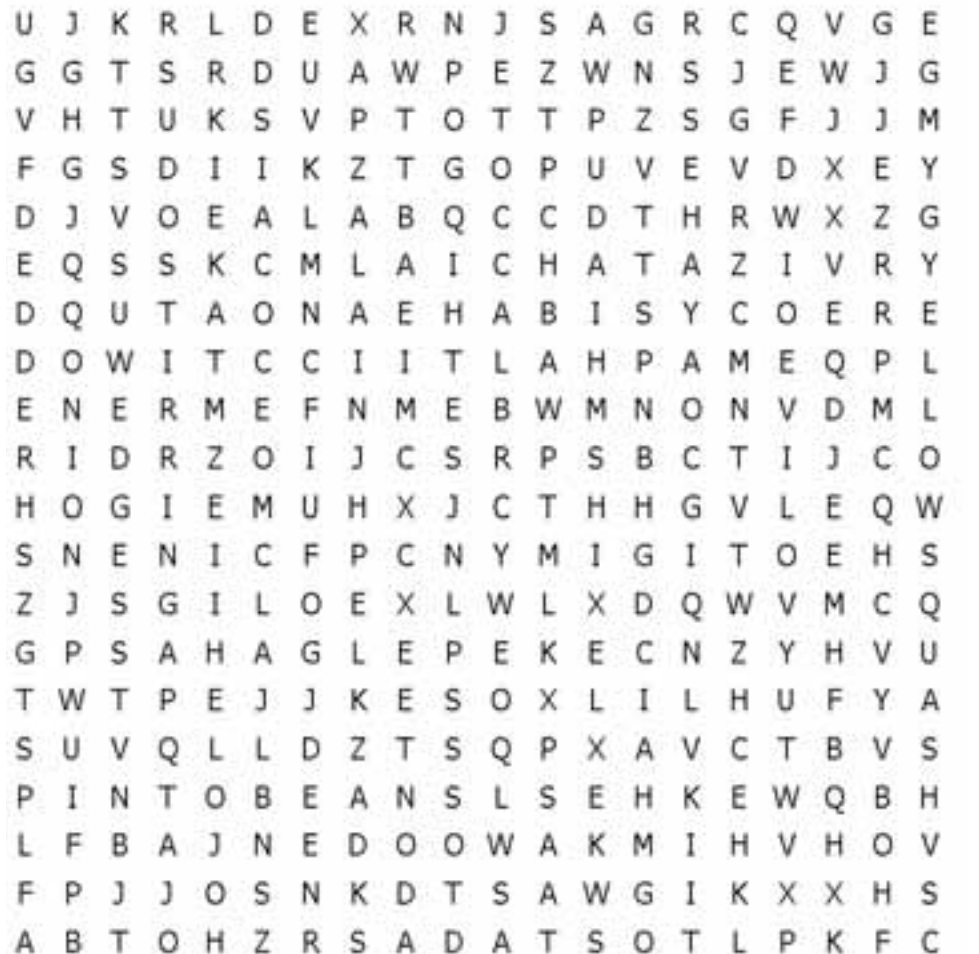 U J K R L D E X R N J S A G R C Q V G E
G G T S R D U A W P E Z W N S J E W J G
V H T U K S V P T O T T P Z S G F J J M
F G S D I I K Z T G O P U V E V D X E Y
D J V O E A L A B Q C C D T H R W X Z G
E Q S S K C M L A I C H A T A Z I V R Y
D Q U T A O N A E H A B I S Y C O E R E
D O W I T C C I I T L A H P A M E Q P L
E N E R M E F N M E B W M N O N V D M L
R I D R Z O I J C S R P S B C T I J C O
H O G I E M U H X J C T H H G V L E Q W
S N E N I C F P C N Y M I G I T O E H S
Z J S G I L O E X L W L X D Q W V M C Q
G P S A H A G L E P E K E C N Z Y H V U
T W T P E J J K E S O X L I L H U F Y A
S U V Q L L D Z T S Q P X A V C T B V S
P I N T O B E A N S L S E H K E W Q B H
L F B A J N E D O O W A K M I H V H O V
F P J J O S N K D T S A W G I K X X H S
A B T O H Z R S A D A T S O T L P K F C